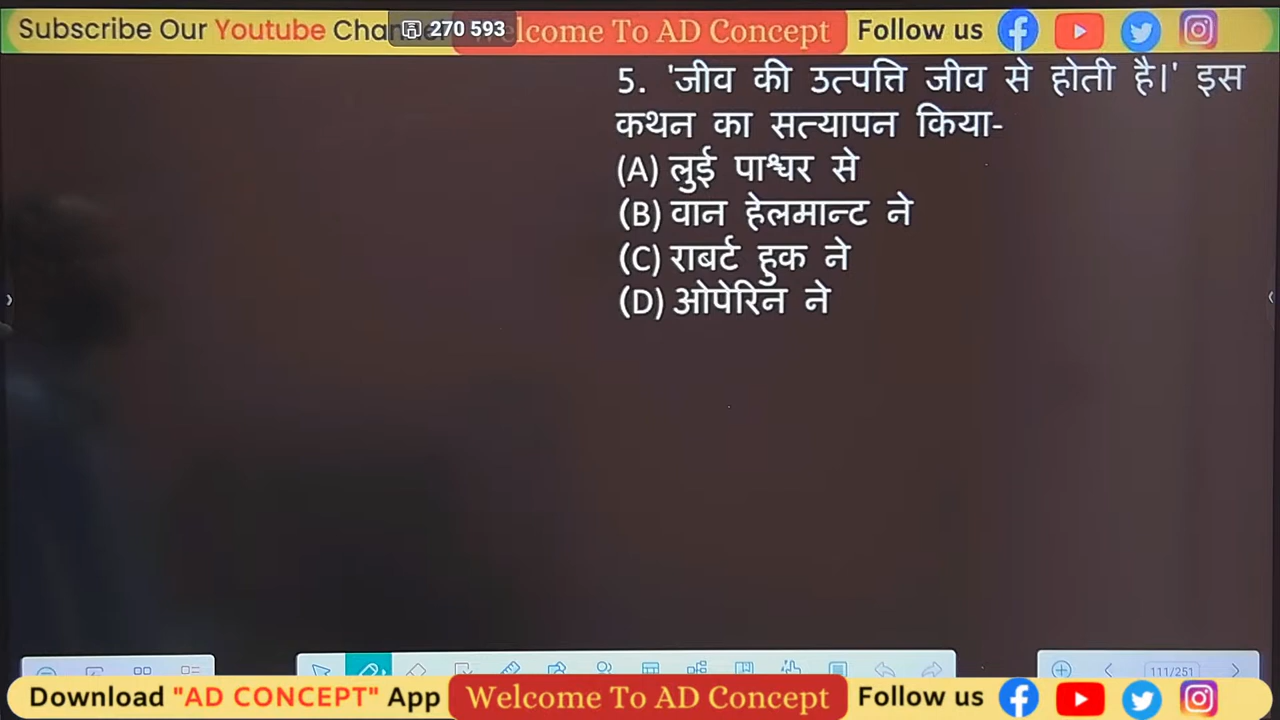 Subscribe Our Youtube
270 593
lcome To AD Concept
Follow us
5. 'जीव की उत्पत्ति जीव से होती है।' इस
कथन का सत्यापन किया-
(A) लुई पाश्चर से
(B) वान हेलमान्ट ने
(C) राबर्ट हुक ने
(D) ओपेरिन ने
111/251
Download "AD CONCEPT" App
Welcome To AD Concept
Follow us